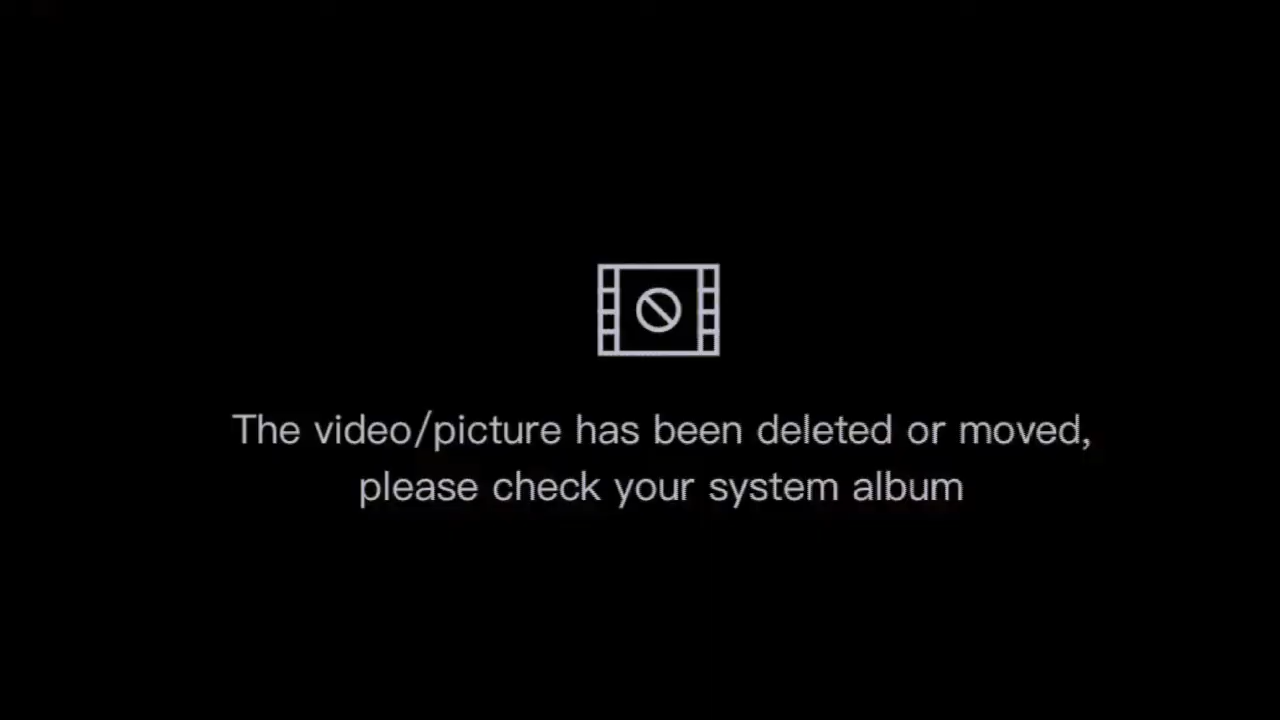 The video/picture has been deleted or moved,
please check your system album